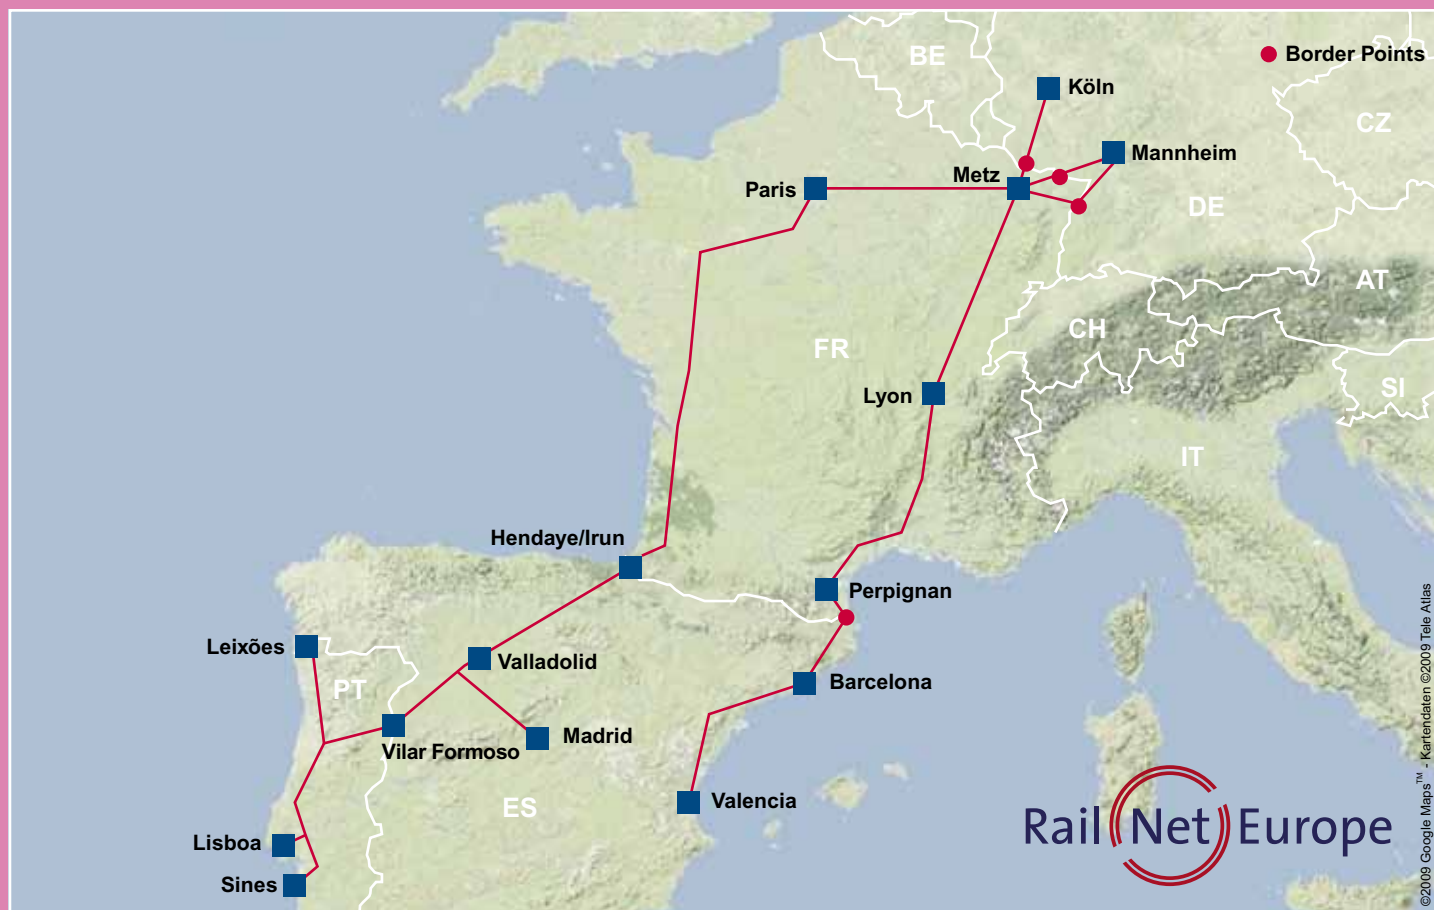 BE
Border Points
Köln
CZ
Mannheim
Metz
Paris
DE
AT
CH
FR
SI
Lyon
IT
Hendaye/Irun
Perpignan
Leixões
Valladolid
PT
Barcelona
Madrid
Vilar Formoso
Valencia
ES
Rail Net Europe
Lisboa
Sines
©2009 Google Maps™ - Kartendaten ©2009 Tele Atlas